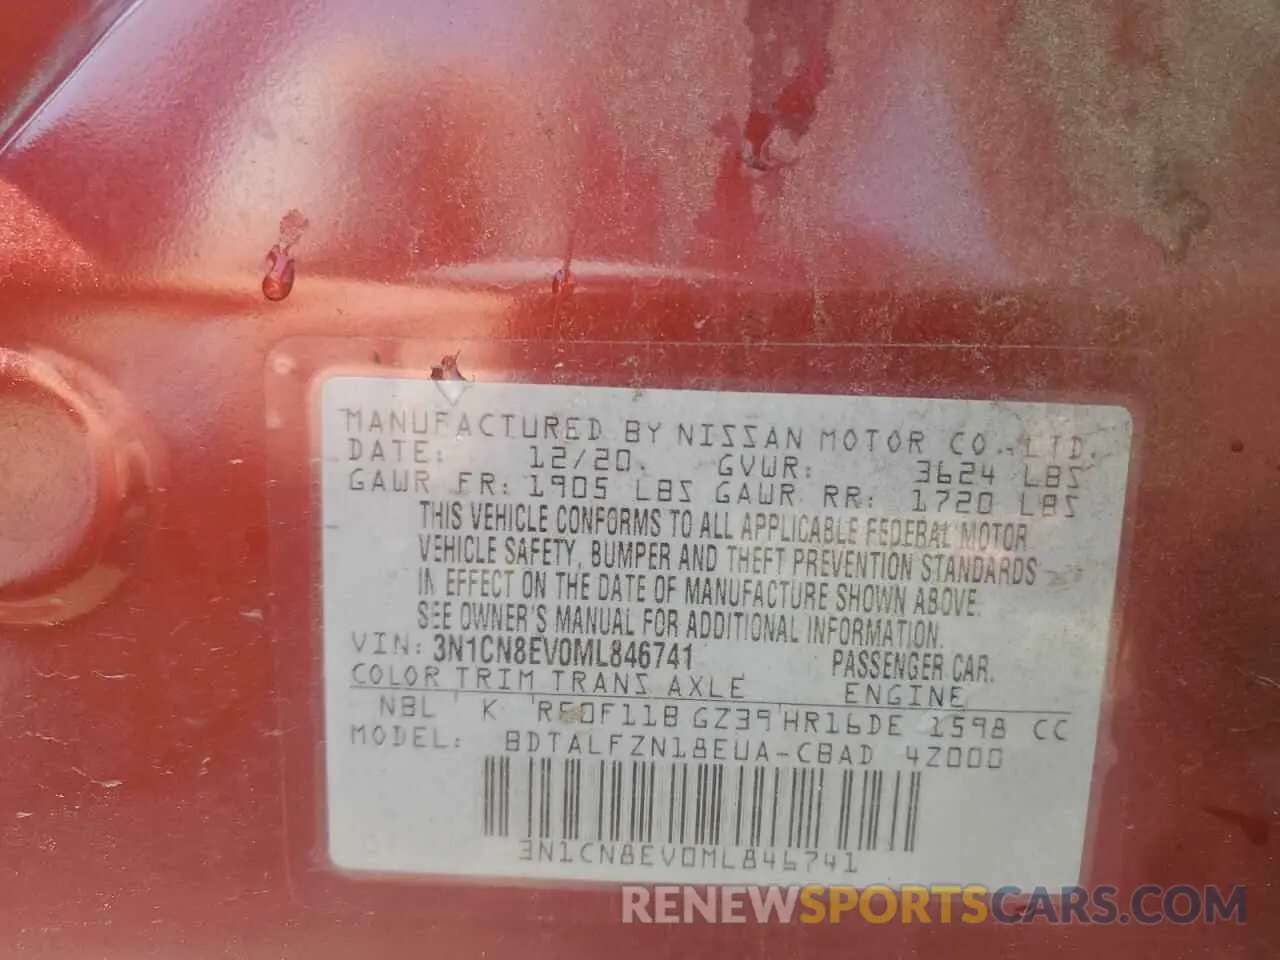 MANUFACTURED BY NISSAN MOTOR CO., LTD.
DATE: 12/20. GVWR: 3624 LBS
GAWR FR: 1905 LBS GAWR RR: 1720 LBS
THIS VEHICLE CONFORMS TO ALL APPLICABLE FEDERAL MOTOR
VEHICLE SAFETY, BUMPER AND THEFT PREVENTION STANDARDS
IN EFFECT ON THE DATE OF MANUFACTURE SHOWN ABOVE.
SEE OWNER'S MANUAL FOR ADDITIONAL INFORMATION.
VIN: 3N1CN8EV0ML846741 PASSENGER CAR.
COLOR TRIM TRANS AXLE ENGINE
NBL K RE0F11B GZ39 HR16DE 1598 CC
MODEL: BDTALFZN18EUA-CBAD 4Z000
3N1CN8EV0ML846741
RENEWSPORTSCARS.COM